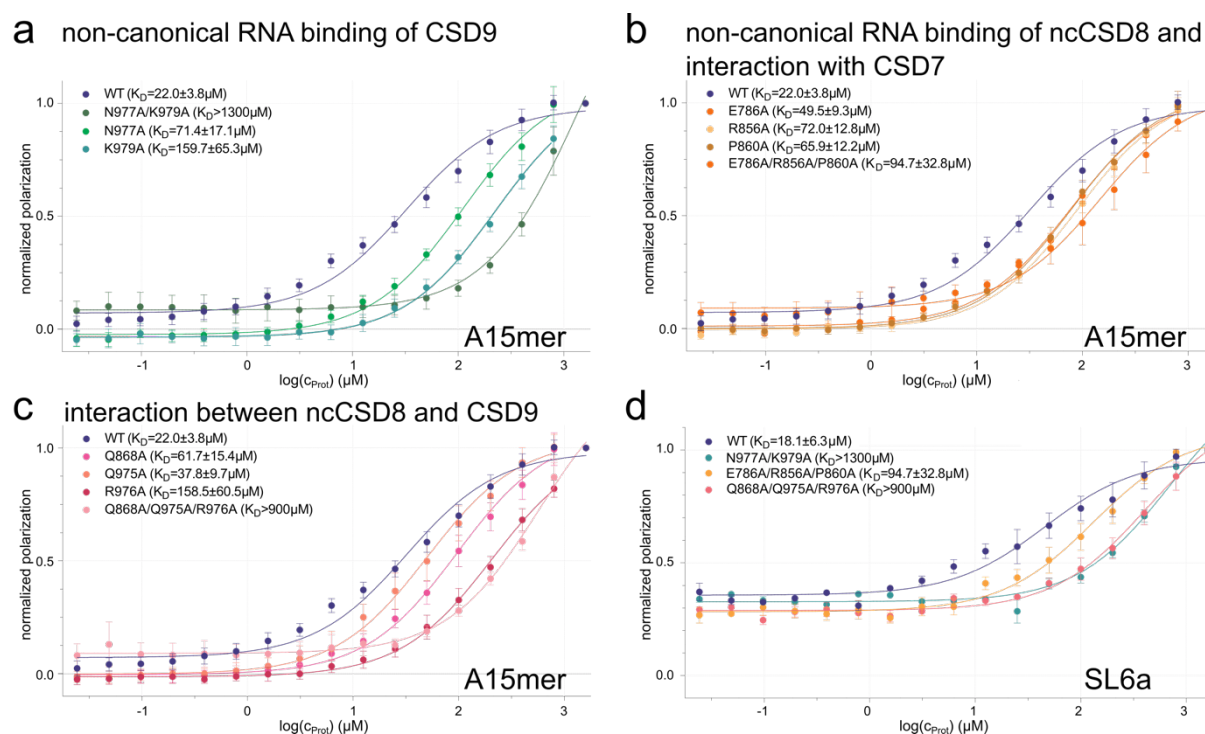 a non-canonical RNA binding of CSD9
WT (KD=22.0±3.8µM)
N977A/K979A (KD>1300µM)
N977A (KD=71.4±17.1µM)
K979A (KD=159.7±65.3µM)
1.0
0.5
0.0
normalized polarization
-1
0
1
2
3
log(cProt) (µM)
A15mer
b non-canonical RNA binding of ncCSD8 and
interaction with CSD7
WT (KD=22.0±3.8µM)
E786A (KD=49.5±9.3µM)
R856A (KD=72.0±12.8µM)
P860A (KD=65.9±12.2µM)
E786A/R856A/P860A (KD=94.7±32.8µM)
1.0
0.5
0.0
normalized polarization
-1
0
1
2
3
log(cProt) (µM)
A15mer
c interaction between ncCSD8 and CSD9
WT (KD=22.0±3.8µM)
Q868A (KD=61.7±15.4µM)
Q975A (KD=37.8±9.7µM)
R976A (KD=158.5±60.5µM)
Q868A/Q975A/R976A (KD>900µM)
1.0
0.5
0.0
normalized polarization
-1
0
1
2
3
log(cProt) (µM)
A15mer
d
WT (KD=18.1±6.3µM)
N977A/K979A (KD>1300µM)
E786A/R856A/P860A (KD=94.7±32.8µM)
Q868A/Q975A/R976A (KD>900µM)
1.0
0.5
0.0
normalized polarization
-1
0
1
2
3
log(cProt) (µM)
SL6a